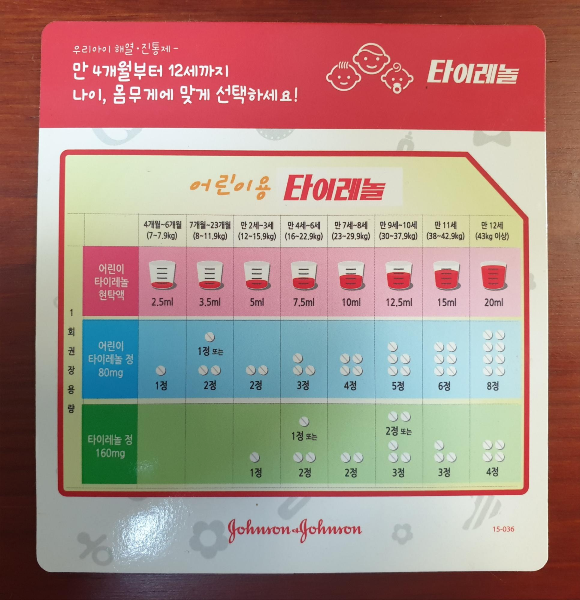 우리아이 해열·진통제-
만 4개월부터 12세까지
나이, 몸무게에 맞게 선택하세요!
타이레놀
어린이용 타이레놀
4개월~6개월 7개월~23개월 만 2세~3세 만 4세~6세 만 7세~8세 만 9세~10세 만 11세 만 12세
(7~7.9kg) (8~11.9kg) (12~15.9kg) (16~22.9kg) (23~29.9kg) (30~37.9kg) (38~42.9kg) (43kg 이상)
1회 권장용량
어린이
타이레놀
현탁액
2.5ml 3.5ml 5ml 7.5ml 10ml 12.5ml 15ml 20ml
어린이
타이레놀 정
80mg
1정 또는
1정 2정 2정 3정 4정 5정 6정 8정
타이레놀 정
160mg
1정 또는 2정 또는
1정 2정 2정 3정 3정 4정
Johnson & Johnson
15-036